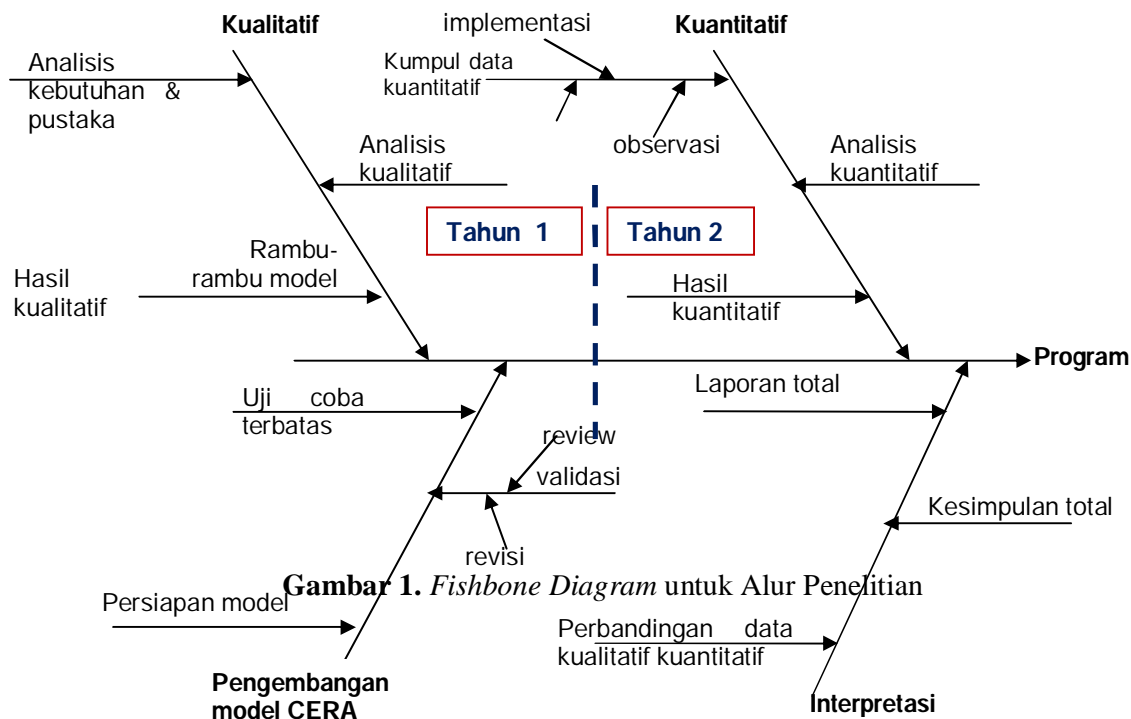 Kualitatif
implementasi
Kuantitatif
Analisis
kebutuhan &
pustaka
Kumpul data
kuantitatif
observasi
Analisis
kualitatif
Analisis
kuantitatif
Tahun 1
Tahun 2
Rambu-
rambu model
Hasil
kualitatif
Hasil
kuantitatif
Program
Uji coba
terbatas
Laporan total
review
validasi
revisi
Kesimpulan total
Gambar 1. Fishbone Diagram untuk Alur Penelitian
Persiapan model
Perbandingan data
kualitatif kuantitatif
Pengembangan
model CERA
Interpretasi